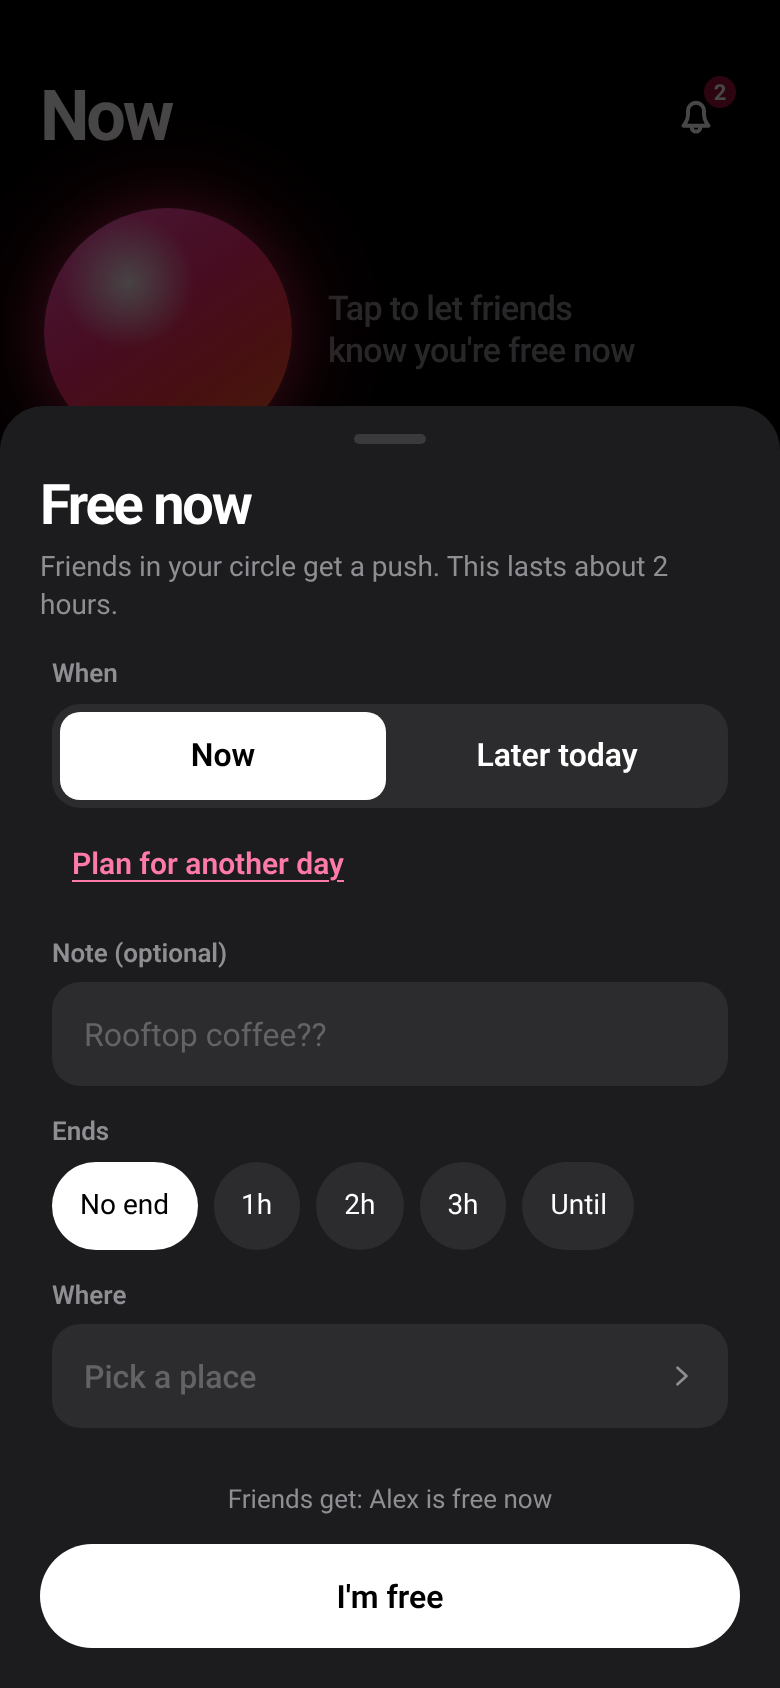 Now
2
Tap to let friends
know you're free now
Free now
Friends in your circle get a push. This lasts about 2
hours.
When
Now
Later today
Plan for another day
Note (optional)
Rooftop coffee??
Ends
No end
1h
2h
3h
Until
Where
Pick a place
Friends get: Alex is free now
I'm free